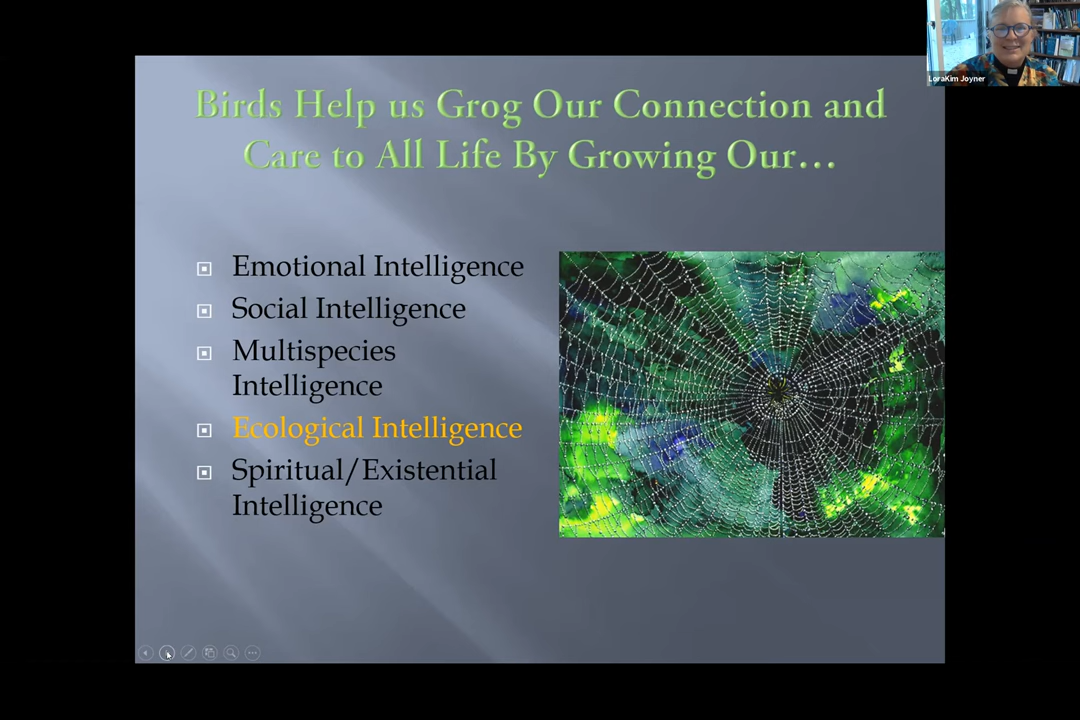 LoraKim Joyner
Birds Help us Grog Our Connection and
Care to All Life By Growing Our...
Emotional Intelligence
Social Intelligence
Multispecies
Intelligence
Ecological Intelligence
Spiritual/Existential
Intelligence